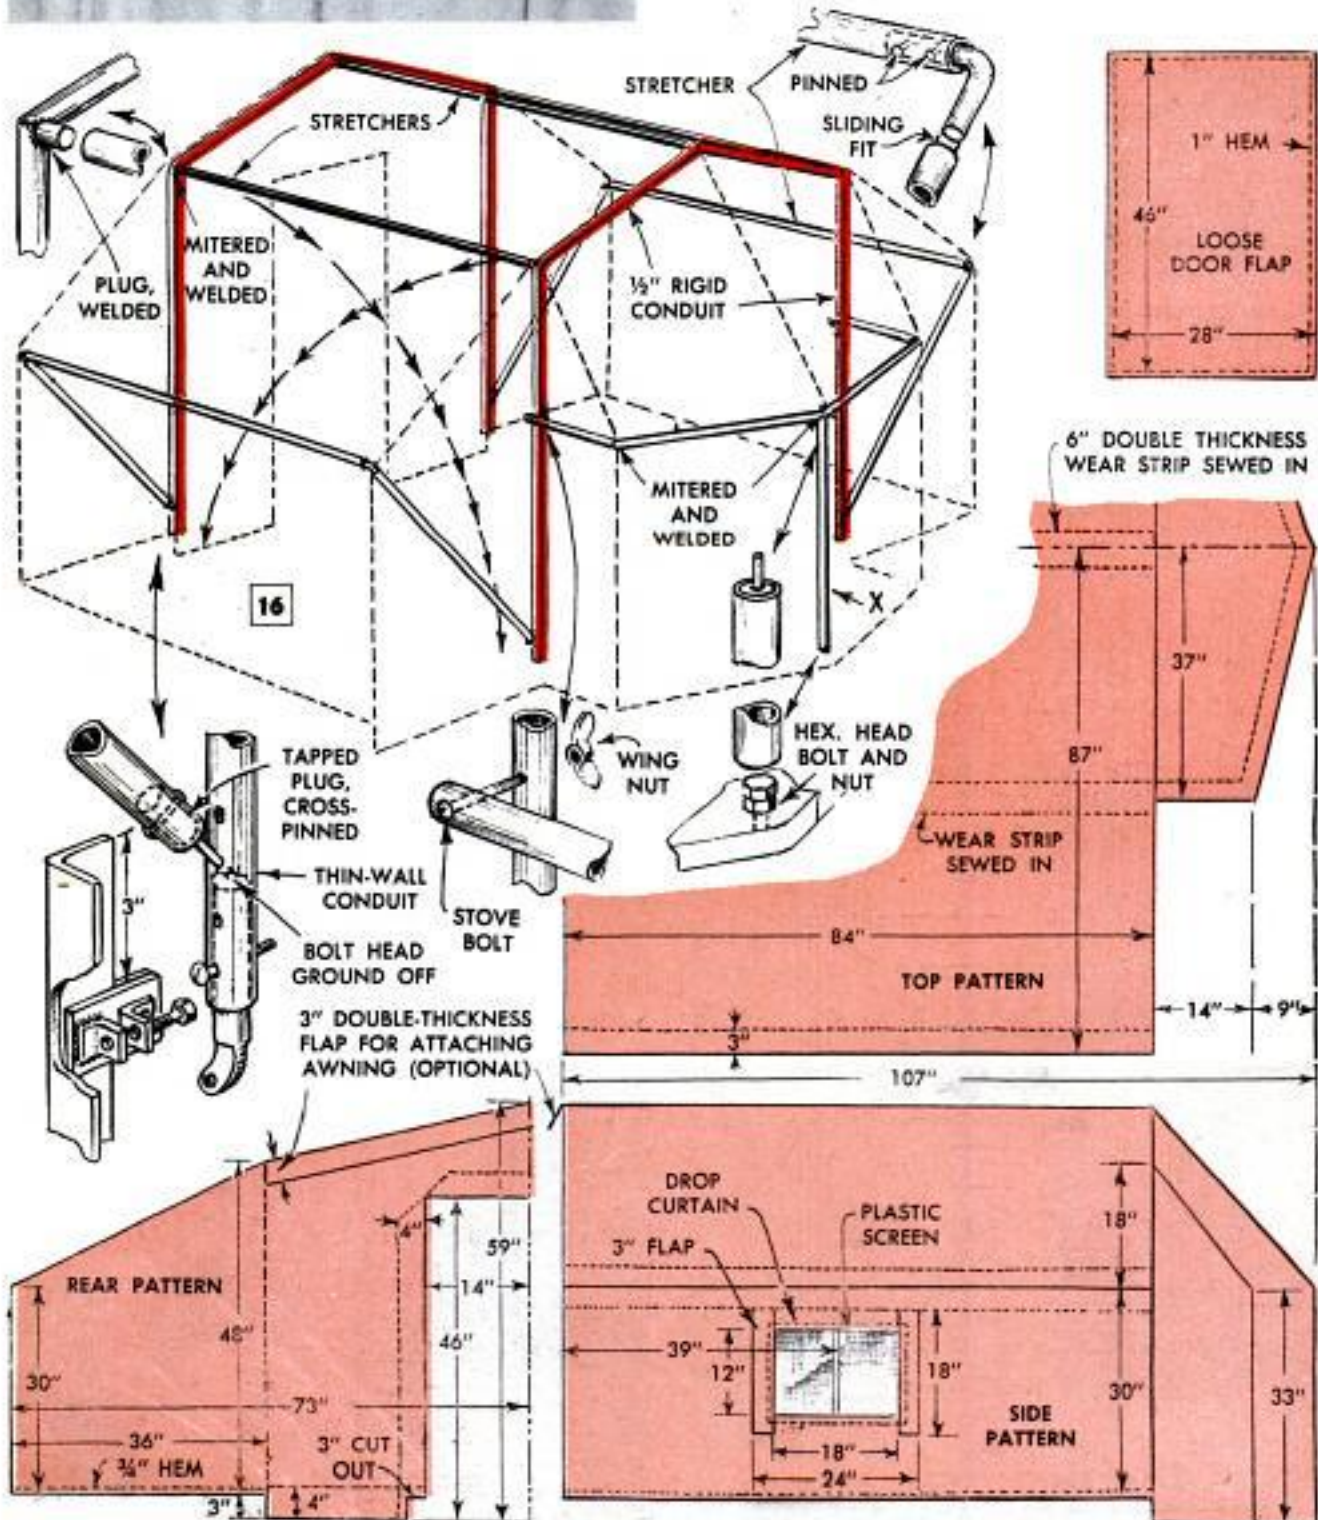 STRETCHERS
STRETCHER
PINNED
SLIDING
FIT
1" HEM
46"
LOOSE
DOOR FLAP
28"
PLUG,
WELDED
MITERED
AND
WELDED
½" RIGID
CONDUIT
MITERED
AND
WELDED
X
16
6" DOUBLE THICKNESS
WEAR STRIP SEWED IN
37"
87"
WEAR STRIP
SEWED IN
84"
TOP PATTERN
14"
9"
3"
107"
TAPPED
PLUG,
CROSS-
PINNED
THIN-WALL
CONDUIT
BOLT HEAD
GROUND OFF
3"
STOVE
BOLT
WING
NUT
HEX. HEAD
BOLT AND
NUT
3" DOUBLE-THICKNESS
FLAP FOR ATTACHING
AWNING (OPTIONAL)
REAR PATTERN
4"
59"
14"
48"
46"
30"
73"
36"
¾" HEM
3" CUT
OUT
3"
4"
DROP
CURTAIN
PLASTIC
SCREEN
3" FLAP
18"
39"
12"
18"
30"
33"
SIDE
PATTERN
18"
24"